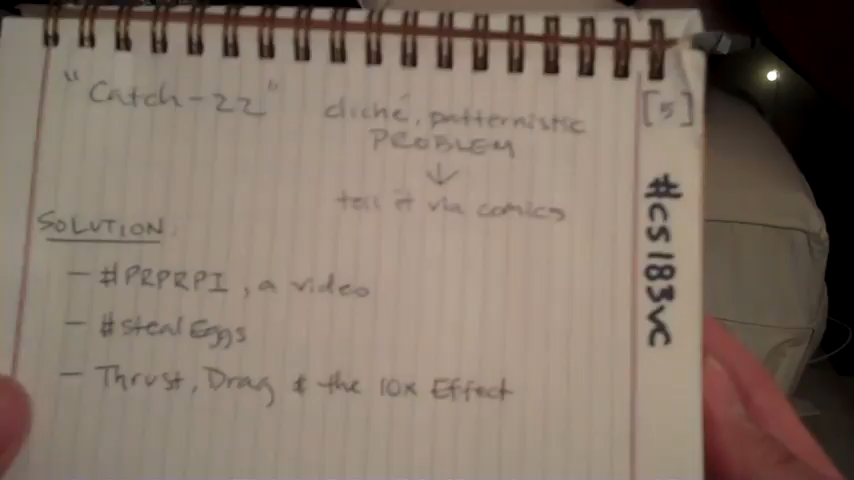 "Catch-22"
cliché, patternistic
PROBLEM
↓
tell it via comics
[5]
#cs183vc
SOLUTION
- #PRPRPI, a video
- #stealEggs
- Thrust, Drag & the 10x Effect